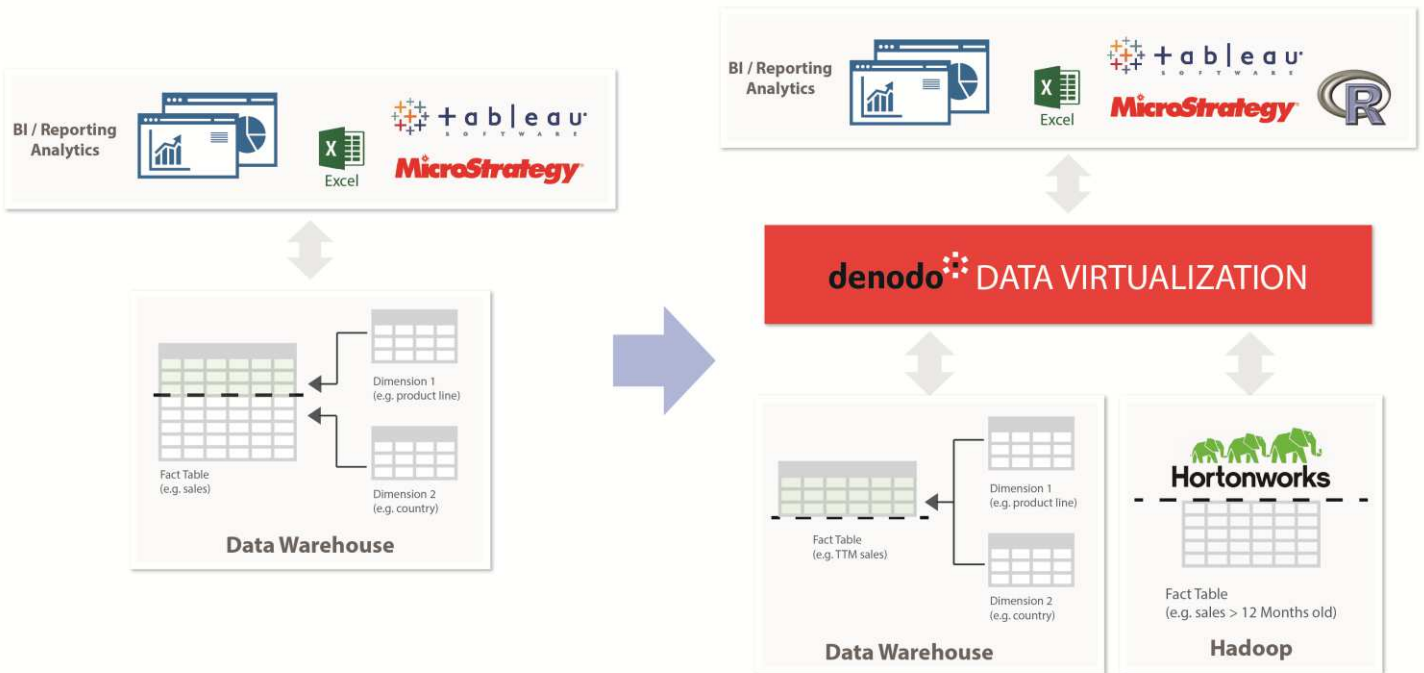 BI / Reporting
Analytics
X
Excel
+ableau
SOFTWARE
MicroStrategy
Dimension 1
(e.g. product line)
Fact Table
(e.g. sales)
Dimension 2
(e.g. country)
Data Warehouse
BI / Reporting
Analytics
X
Excel
+ableau
SOFTWARE
MicroStrategy
R
denodo DATA VIRTUALIZATION
Dimension 1
(e.g. product line)
Fact Table
(e.g. TTM sales)
Dimension 2
(e.g. country)
Data Warehouse
Hortonworks
Fact Table
(e.g. sales > 12 Months old)
Hadoop